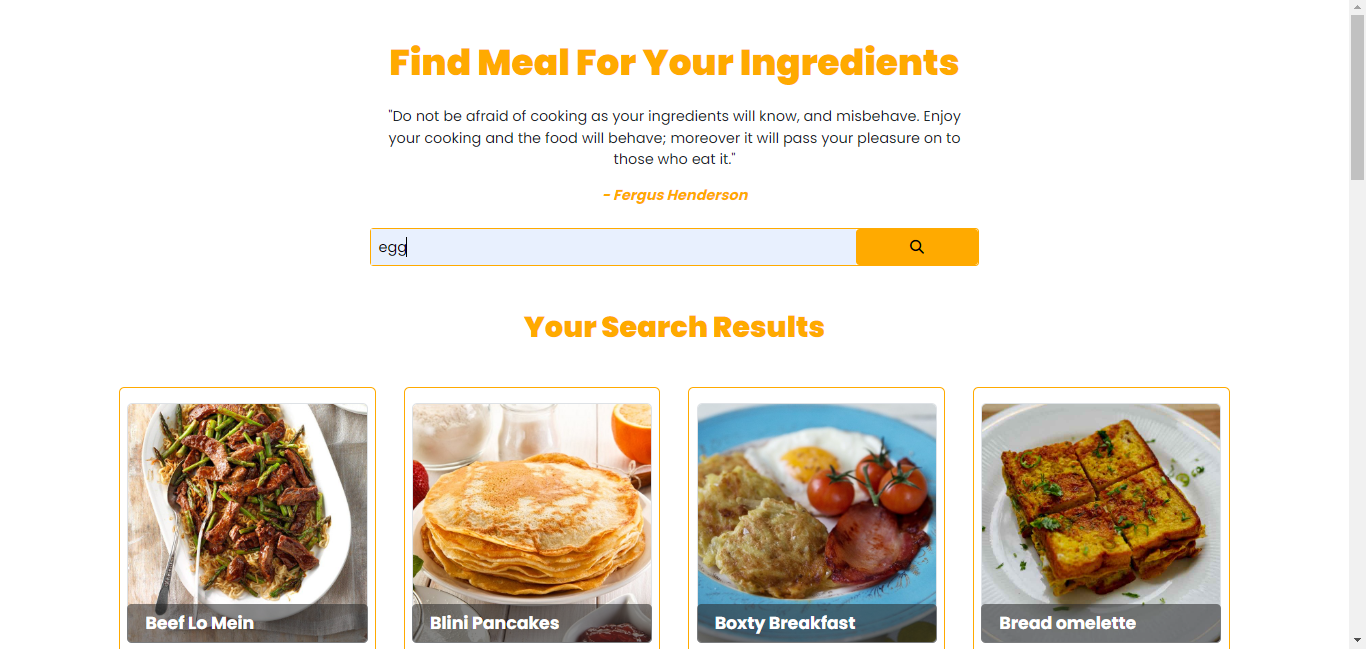 Find Meal For Your Ingredients
"Do not be afraid of cooking as your ingredients will know, and misbehave. Enjoy
your cooking and the food will behave; moreover it will pass your pleasure on to
those who eat it."
- Fergus Henderson
egg
Your Search Results
Beef Lo Mein
Blini Pancakes
Boxty Breakfast
Bread omelette